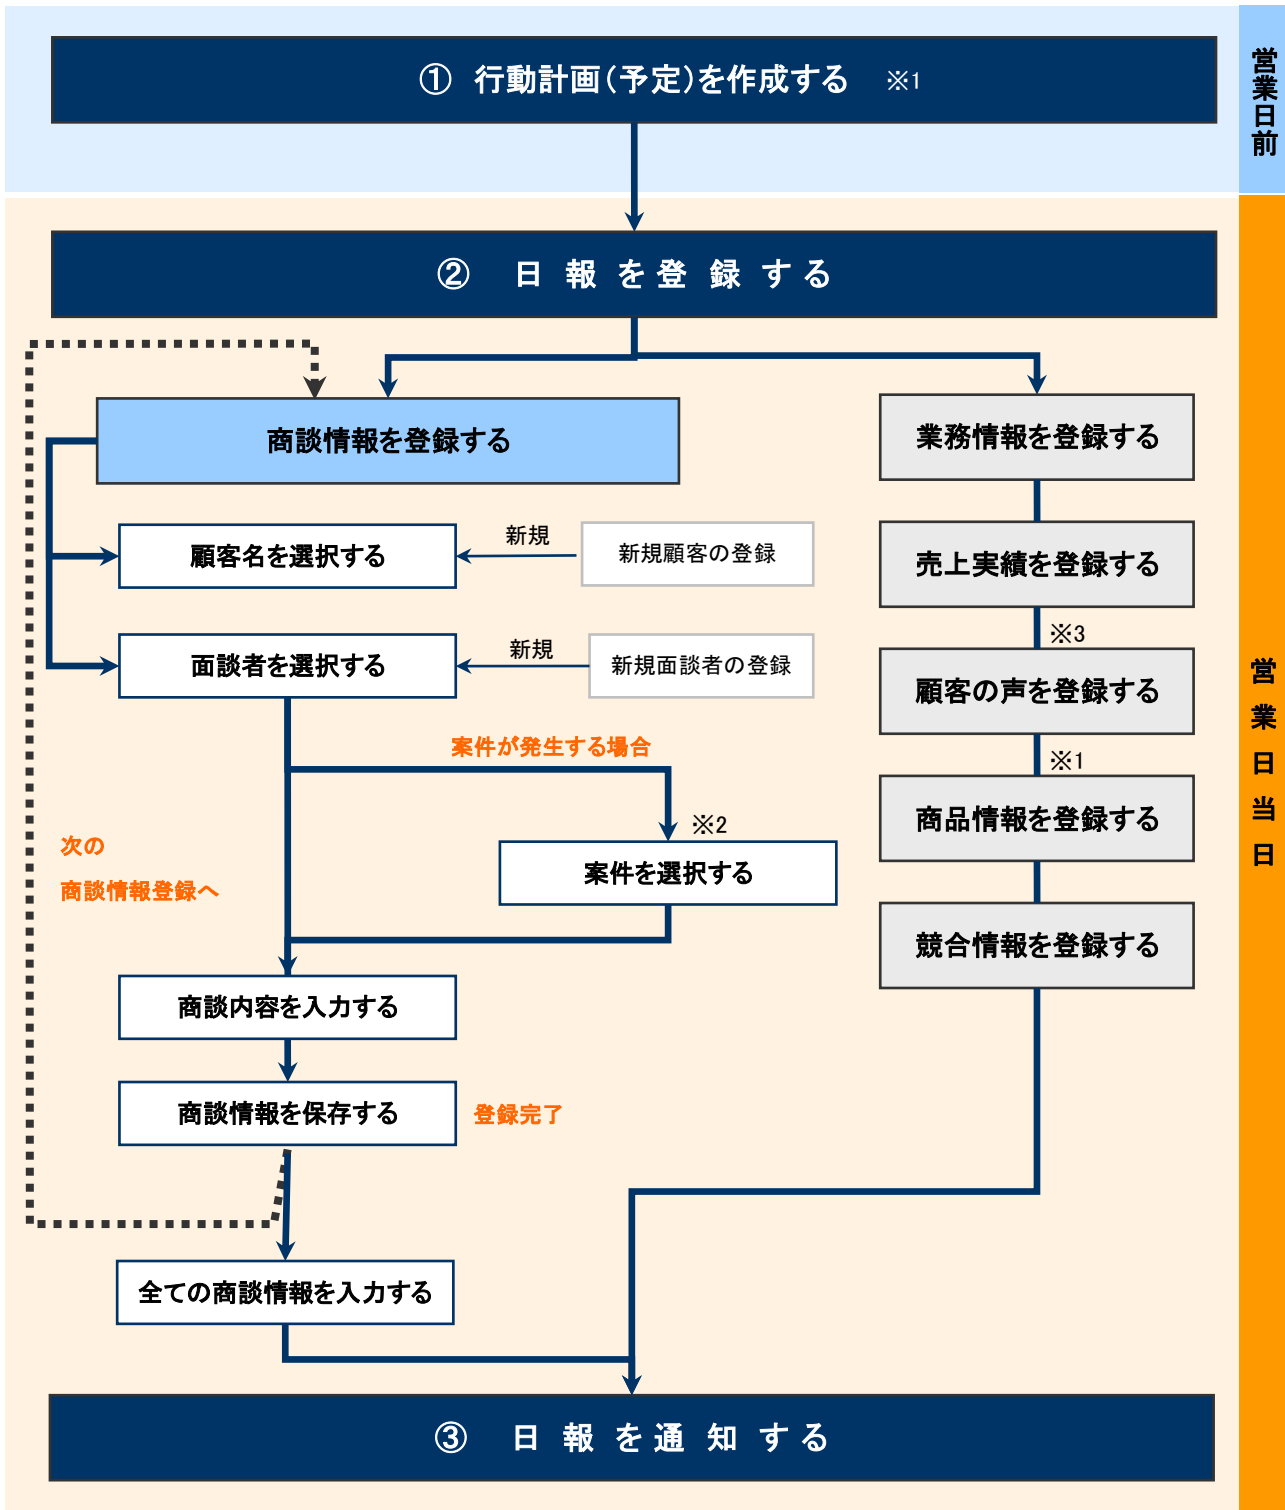 ① 行動計画(予定)を作成する ※1
営業日前
② 日報を登録する
商談情報を登録する
顧客名を選択する
新規
新規顧客の登録
面談者を選択する
新規
新規面談者の登録
案件が発生する場合
※2
案件を選択する
次の
商談情報登録へ
商談内容を入力する
商談情報を保存する
登録完了
全ての商談情報を入力する
業務情報を登録する
売上実績を登録する
※3
顧客の声を登録する
※1
商品情報を登録する
競合情報を登録する
営業日当日
③ 日報を通知する